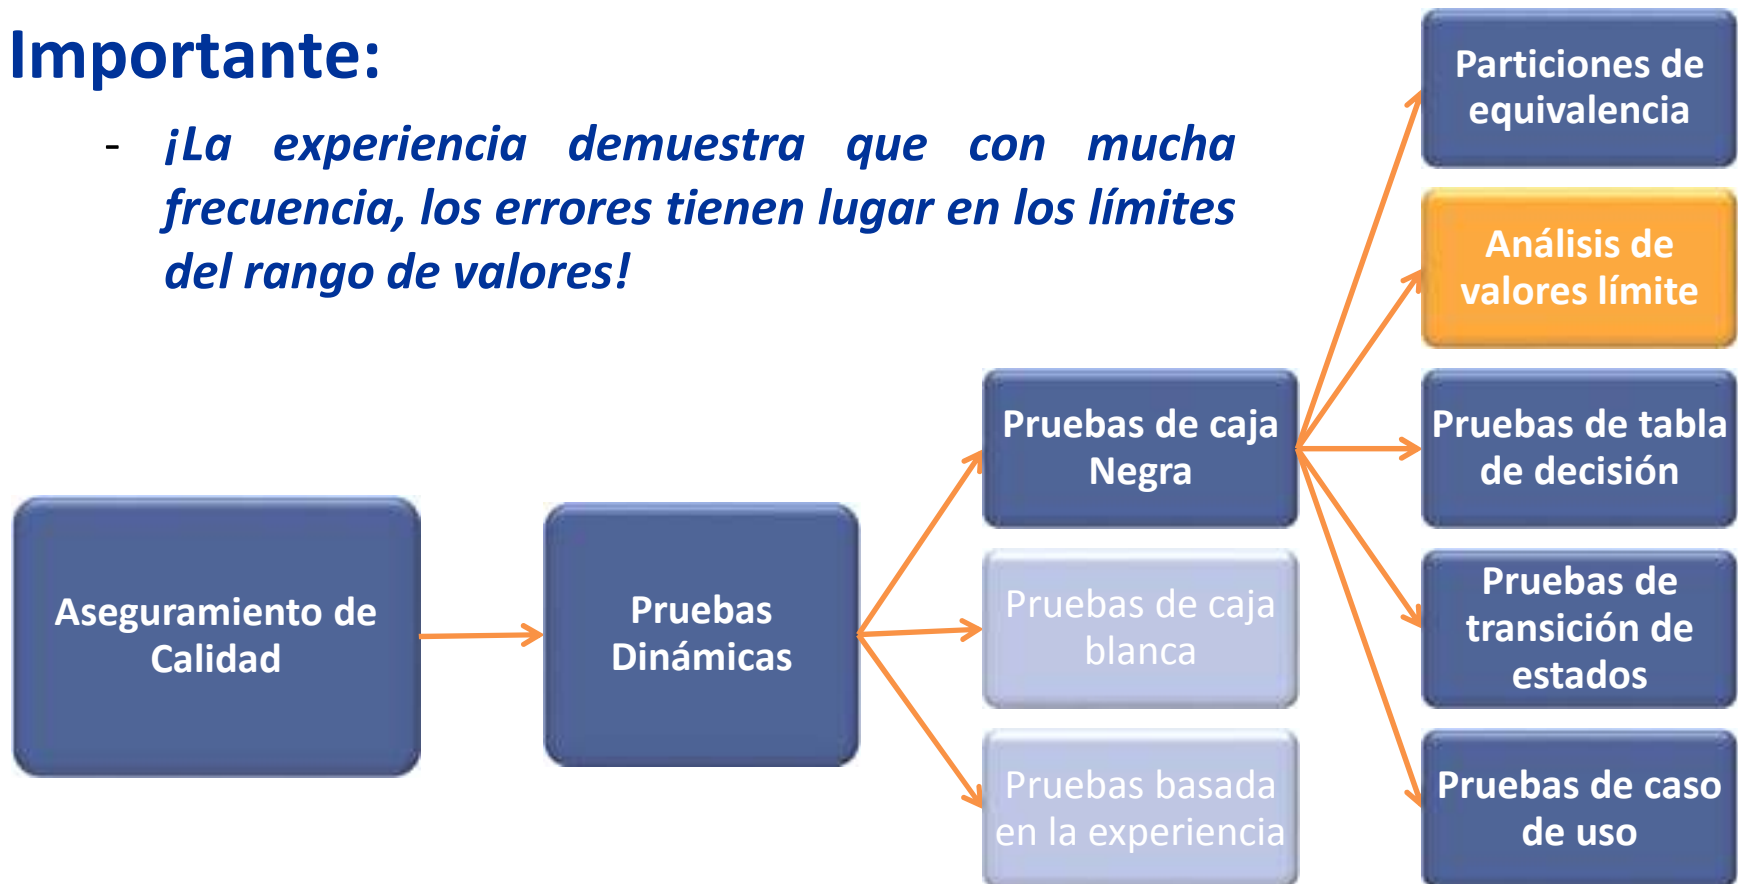 Importante:
- ¡La experiencia demuestra que con mucha
frecuencia, los errores tienen lugar en los límites
del rango de valores!
Aseguramiento de
Calidad
Pruebas
Dinámicas
Pruebas de caja
Negra
Pruebas de caja
blanca
Pruebas basada
en la experiencia
Particiones de
equivalencia
Análisis de
valores límite
Pruebas de tabla
de decisión
Pruebas de
transición de
estados
Pruebas de caso
de uso